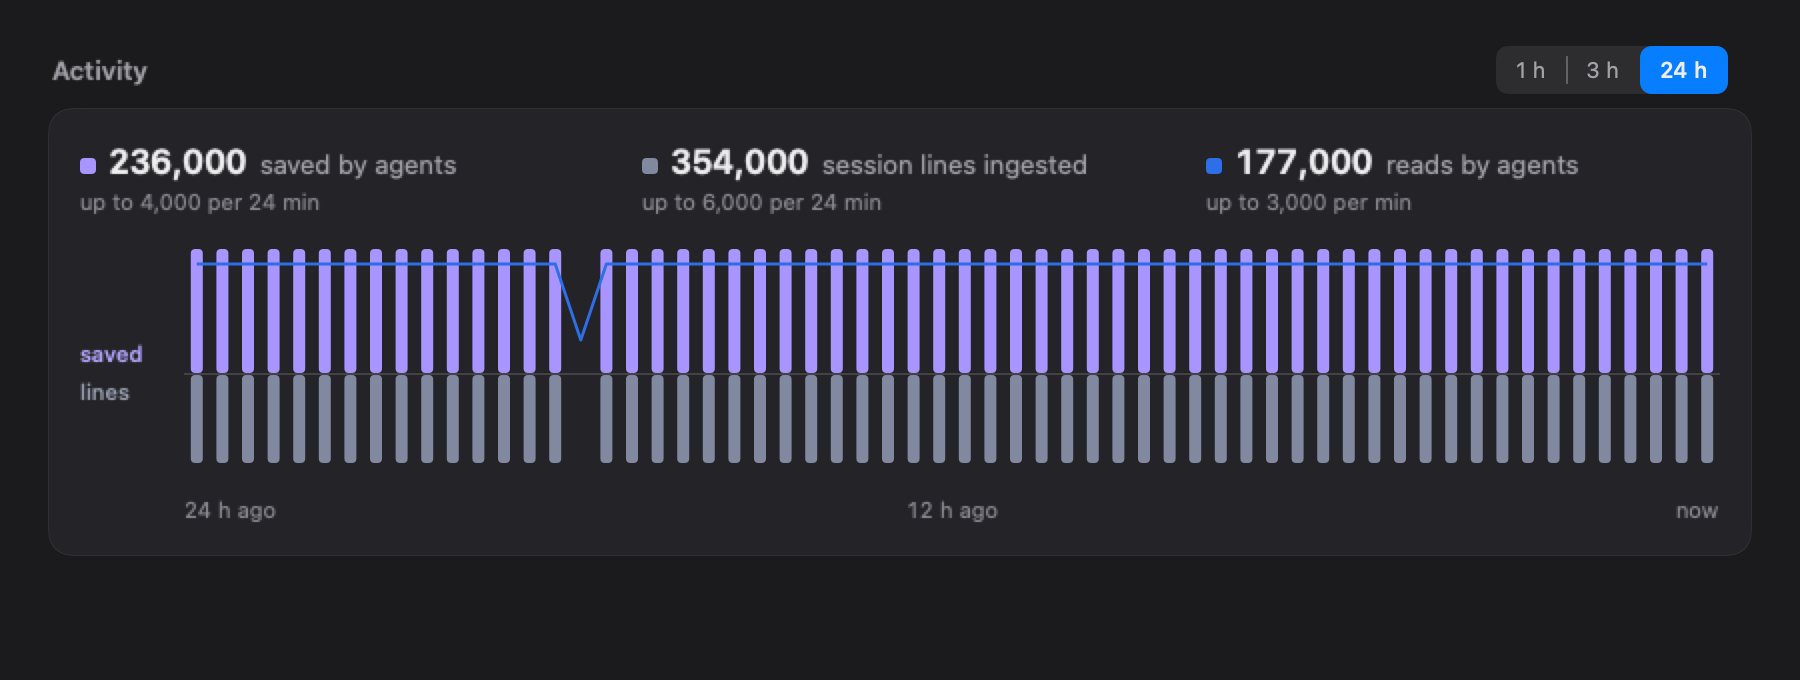 Activity
1 h | 3 h 24 h
236,000 saved by agents
up to 4,000 per 24 min
354,000 session lines ingested
up to 6,000 per 24 min
177,000 reads by agents
up to 3,000 per min
saved
lines
24 h ago
12 h ago
now